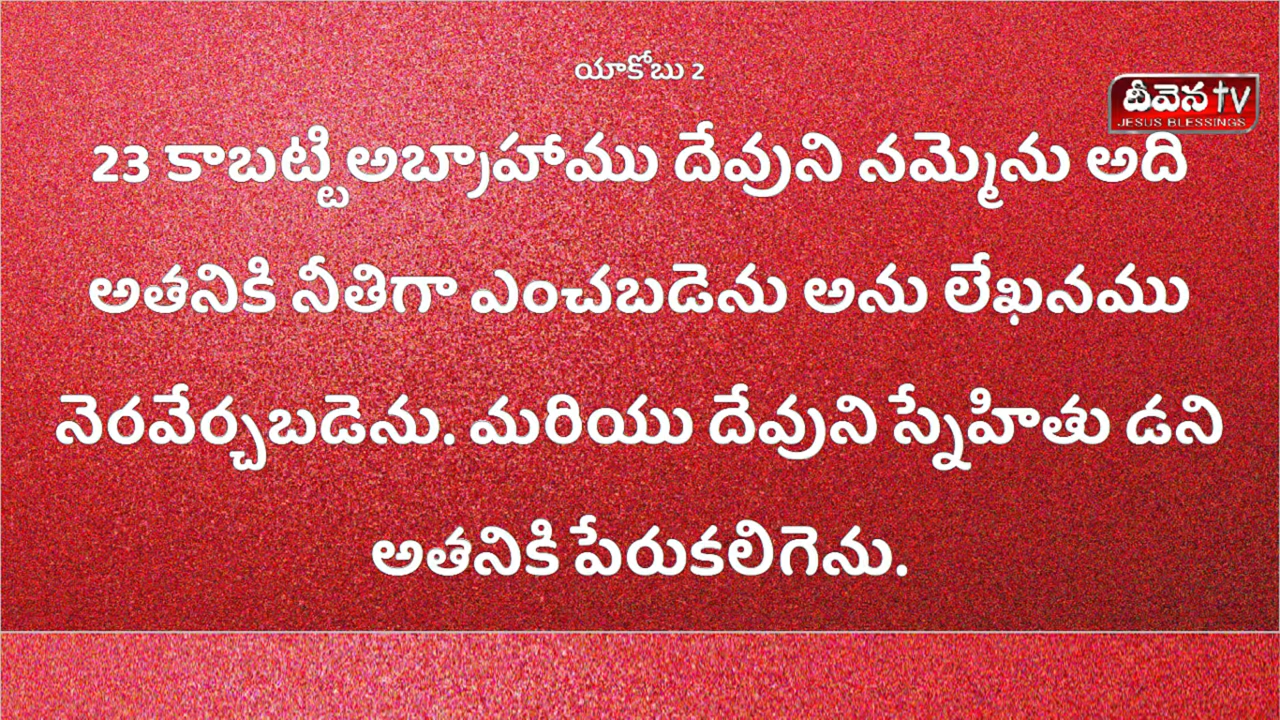 యాకోబు 2
దీవెన tv
JESUS BLESSINGS
23 కాబట్టి అబ్రాహాము దేవుని నమ్మెను అది
అతనికి నీతిగా ఎంచబడెను అను లేఖనము
నెరవేర్చబడెను. మరియు దేవుని స్నేహితు డని
అతనికి పేరుకలిగెను.